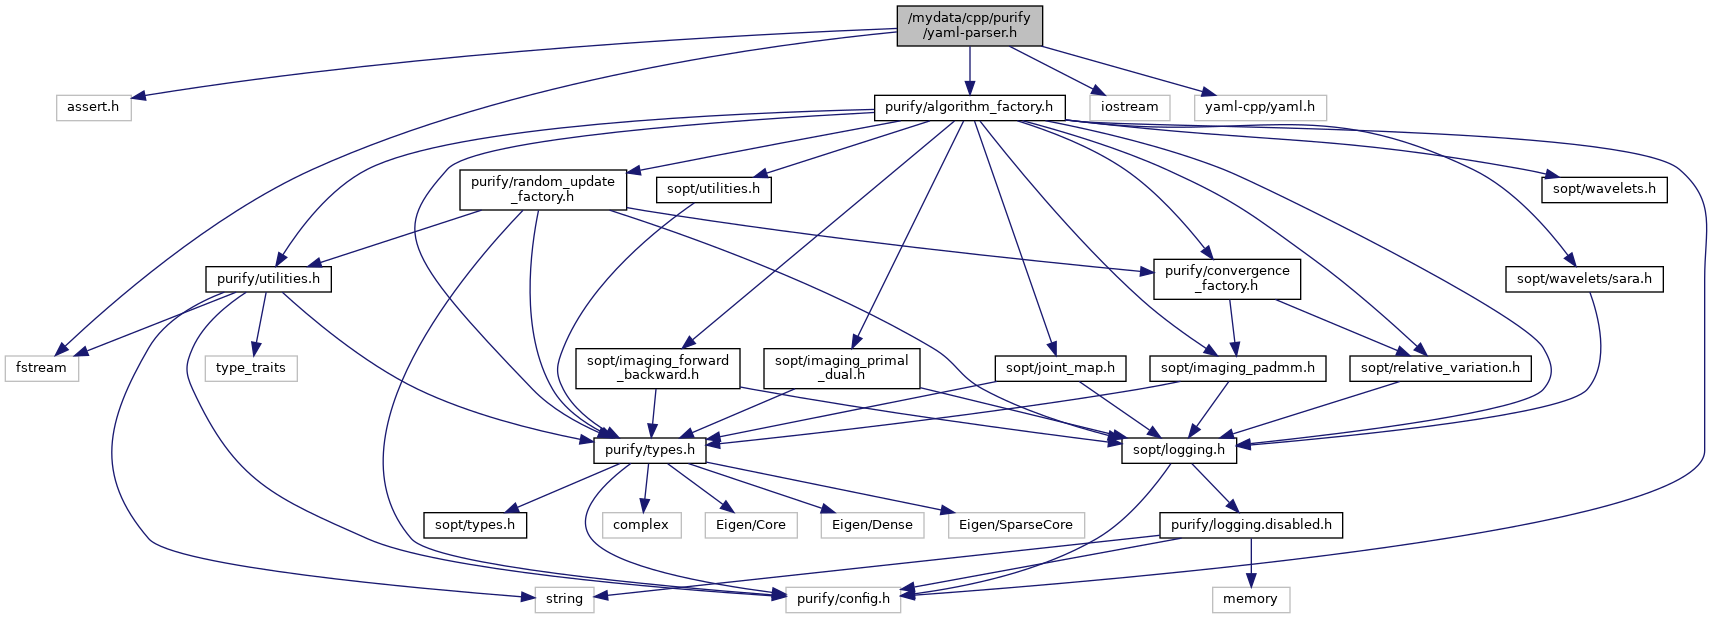 /mydata/cpp/purify
/yaml-parser.h
assert.h
purify/algorithm_factory.h
iostream
yaml-cpp/yaml.h
purify/random_update
_factory.h
sopt/utilities.h
sopt/wavelets.h
purify/utilities.h
purify/convergence
_factory.h
sopt/wavelets/sara.h
fstream
type_traits
sopt/imaging_forward
_backward.h
sopt/imaging_primal
_dual.h
sopt/joint_map.h
sopt/imaging_padmm.h
sopt/relative_variation.h
purify/types.h
sopt/logging.h
sopt/types.h
complex
Eigen/Core
Eigen/Dense
Eigen/SparseCore
purify/logging.disabled.h
string
purify/config.h
memory